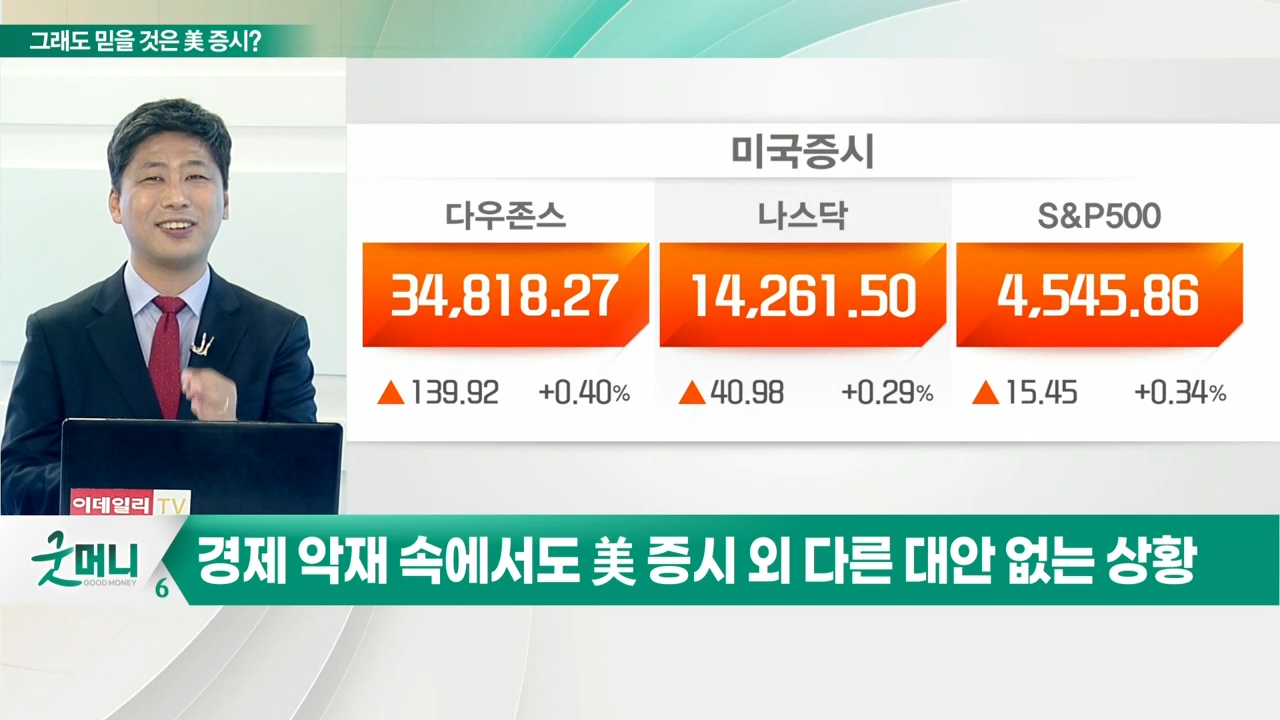 그래도 믿을 것은 美 증시?
미국증시
다우존스
34,818.27
▲139.92 +0.40%
나스닥
14,261.50
▲40.98 +0.29%
S&P500
4,545.86
▲15.45 +0.34%
이데일리 TV
굿머니
GOOD MONEY
6
경제 악재 속에서도 美 증시 외 다른 대안 없는 상황